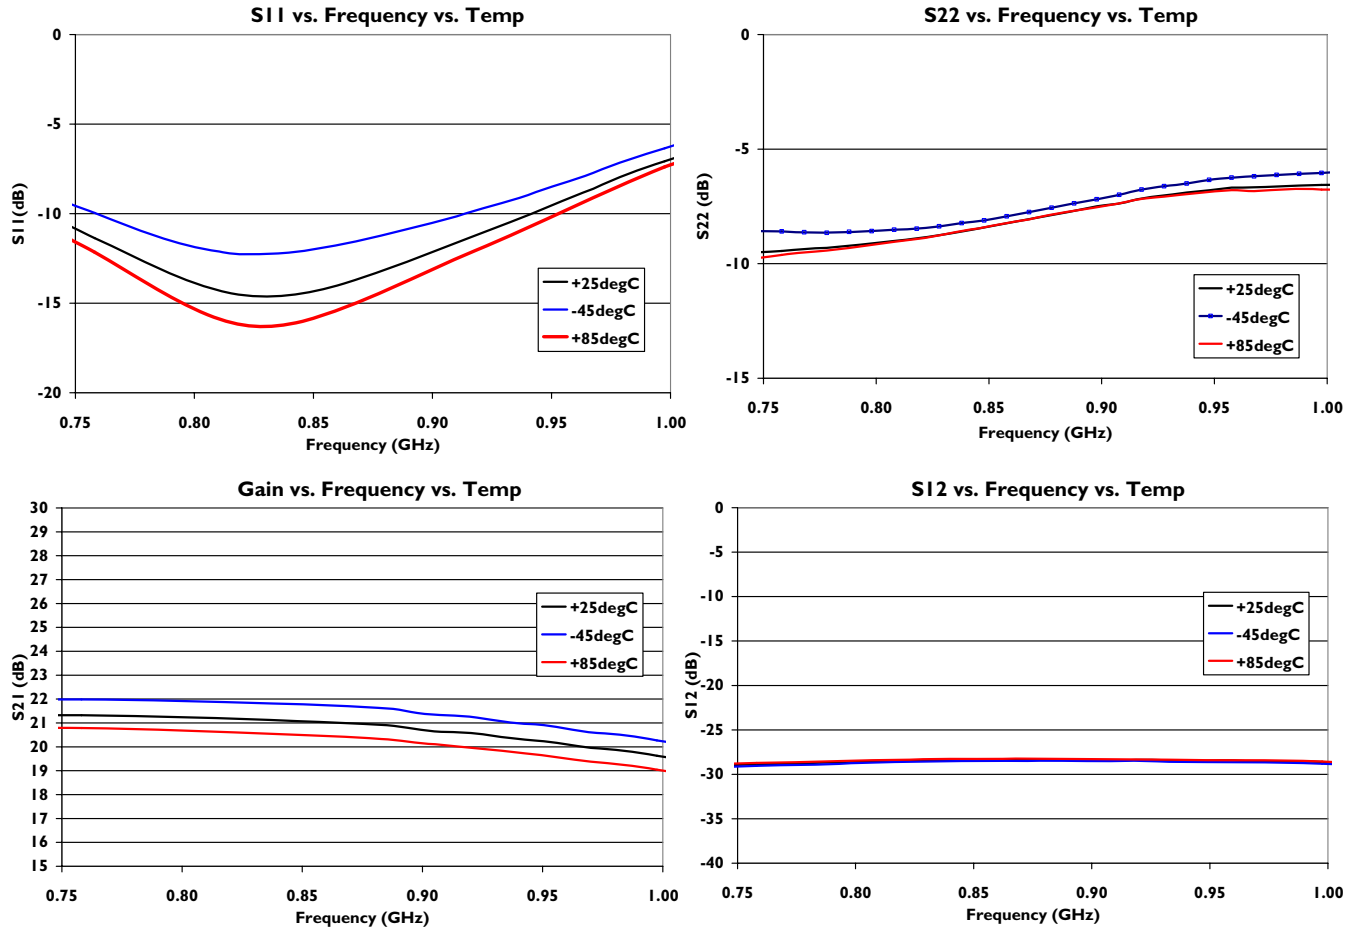 S11 vs. Frequency vs. Temp
0
-5
-10
-15
-20
S11(dB)
+25degC
-45degC
+85degC
0.75
0.80
0.85
0.90
0.95
1.00
Frequency (GHz)
S22 vs. Frequency vs. Temp
0
-5
-10
-15
S22 (dB)
+25degC
-45degC
+85degC
0.75
0.80
0.85
0.90
0.95
1.00
Frequency (GHz)
Gain vs. Frequency vs. Temp
30
29
28
27
26
25
24
23
22
21
20
19
18
17
16
15
S21 (dB)
+25degC
-45degC
+85degC
0.75
0.80
0.85
0.90
0.95
1.00
Frequency (GHz)
S12 vs. Frequency vs. Temp
0
-5
-10
-15
-20
-25
-30
-35
-40
S12 (dB)
+25degC
-45degC
+85degC
0.75
0.80
0.85
0.90
0.95
1.00
Frequency (GHz)